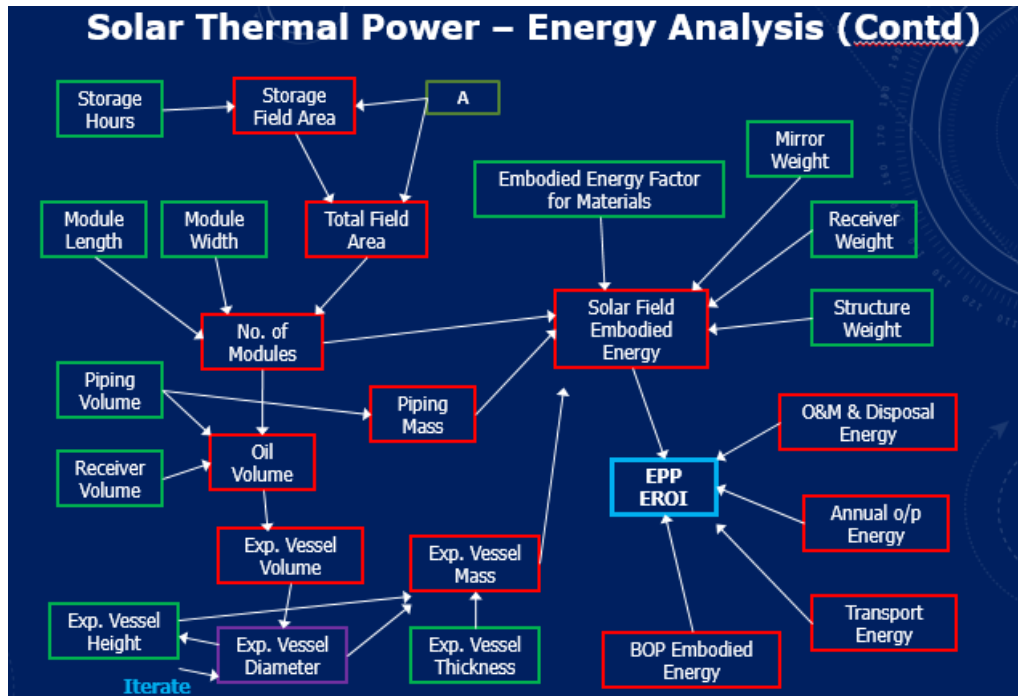 Solar Thermal Power – Energy Analysis (Contd)
Storage
Hours
Storage
Field Area
A
Mirror
Weight
Embodied Energy Factor
for Materials
Module
Length
Module
Width
Total Field
Area
Receiver
Weight
No. of
Modules
Solar Field
Embodied
Energy
Structure
Weight
Piping
Volume
Piping
Mass
O&M & Disposal
Energy
Receiver
Volume
Oil
Volume
EPP
EROI
Annual o/p
Energy
Exp. Vessel
Volume
Exp. Vessel
Mass
Exp. Vessel
Height
Exp. Vessel
Diameter
Exp. Vessel
Thickness
BOP Embodied
Energy
Transport
Energy
Iterate